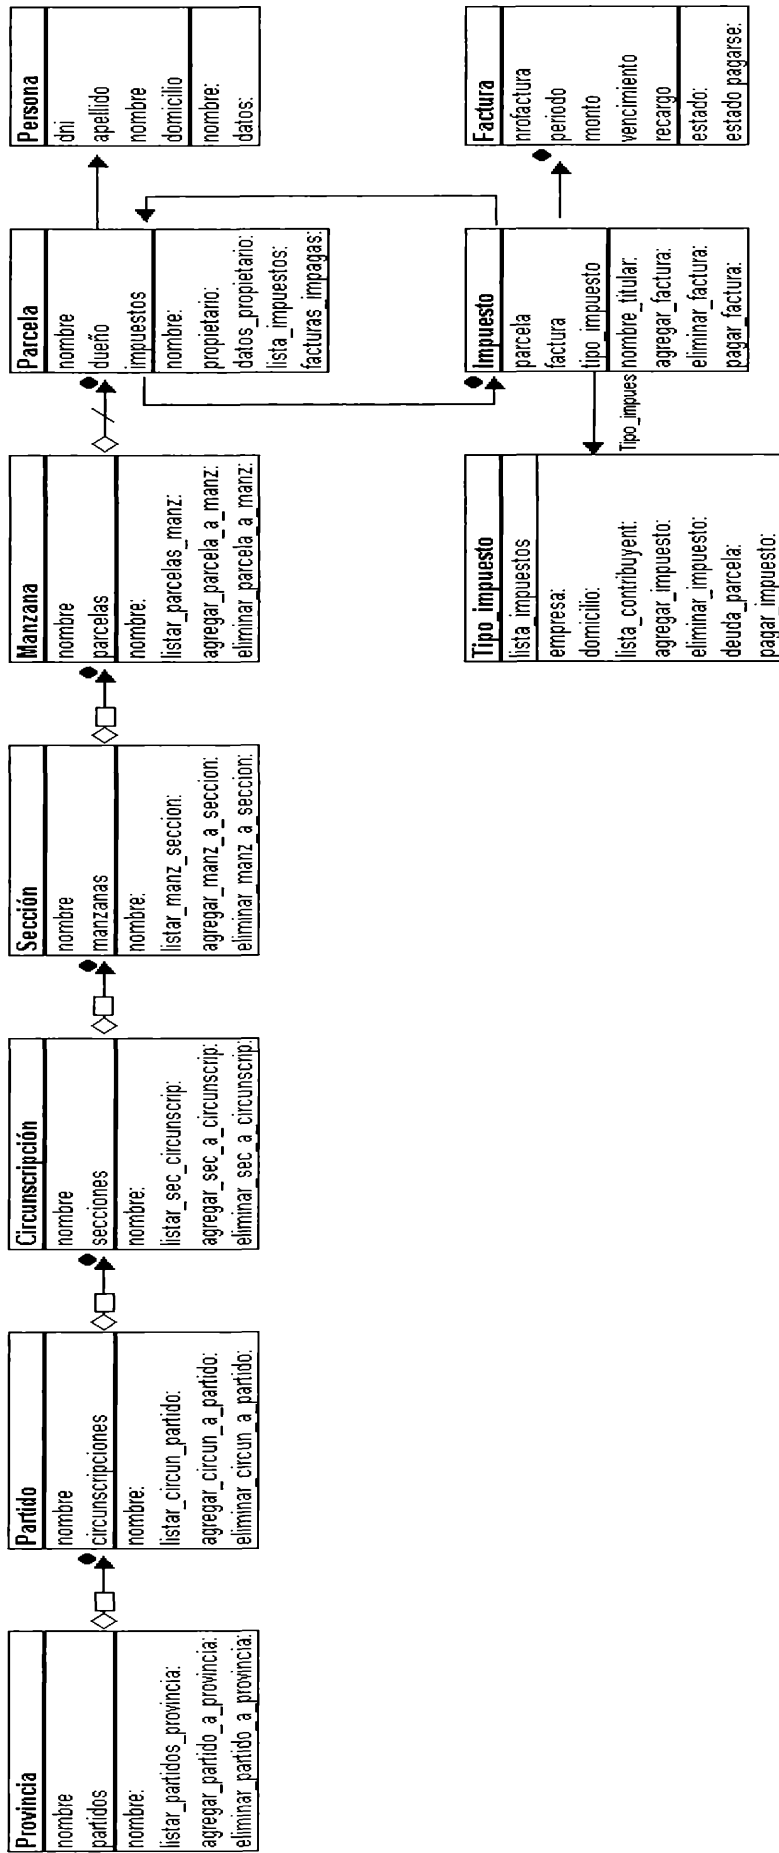 Provincia
nombre
partidos
nombre:
listar_partidos_provincia:
agregar_partido_a_provincia:
eliminar_partido_a_provincia:
Partido
nombre
circunscripciones
nombre:
listar_circun_partido:
agregar_circun_a_partido:
eliminar_circun_a_partido:
Circunscripción
nombre
secciones
nombre:
listar_sec_circunscrip:
agregar_sec_a_circunscrip:
eliminar_sec_a_circunscrip:
Sección
nombre
manzanas
nombre:
listar_manz_seccion:
agregar_manz_a_seccion:
eliminar_manz_a_seccion:
Manzana
nombre
parcelas
nombre:
listar_parcelas_manz:
agregar_parcela_a_manz:
eliminar_parcela_a_manz:
Parcela
nombre
dueño
impuestos
nombre:
propietario:
datos_propietario:
lista_impuestos:
facturas_impagas:
Persona
dni
apellido
nombre
domicilio
nombre:
datos:
Tipo_impuesto
lista_impuestos
empresa:
domicilio:
lista_contribuyent:
agregar_impuesto:
eliminar_impuesto:
deuda_parcela:
pagar_impuesto:
Tipo_impues
Impuesto
parcela
factura
tipo_impuesto
nombre_titular:
agregar_factura:
eliminar_factura:
pagar_factura:
Factura
nrofactura
periodo
monto
vencimiento
recargo
estado:
estado pagarse: